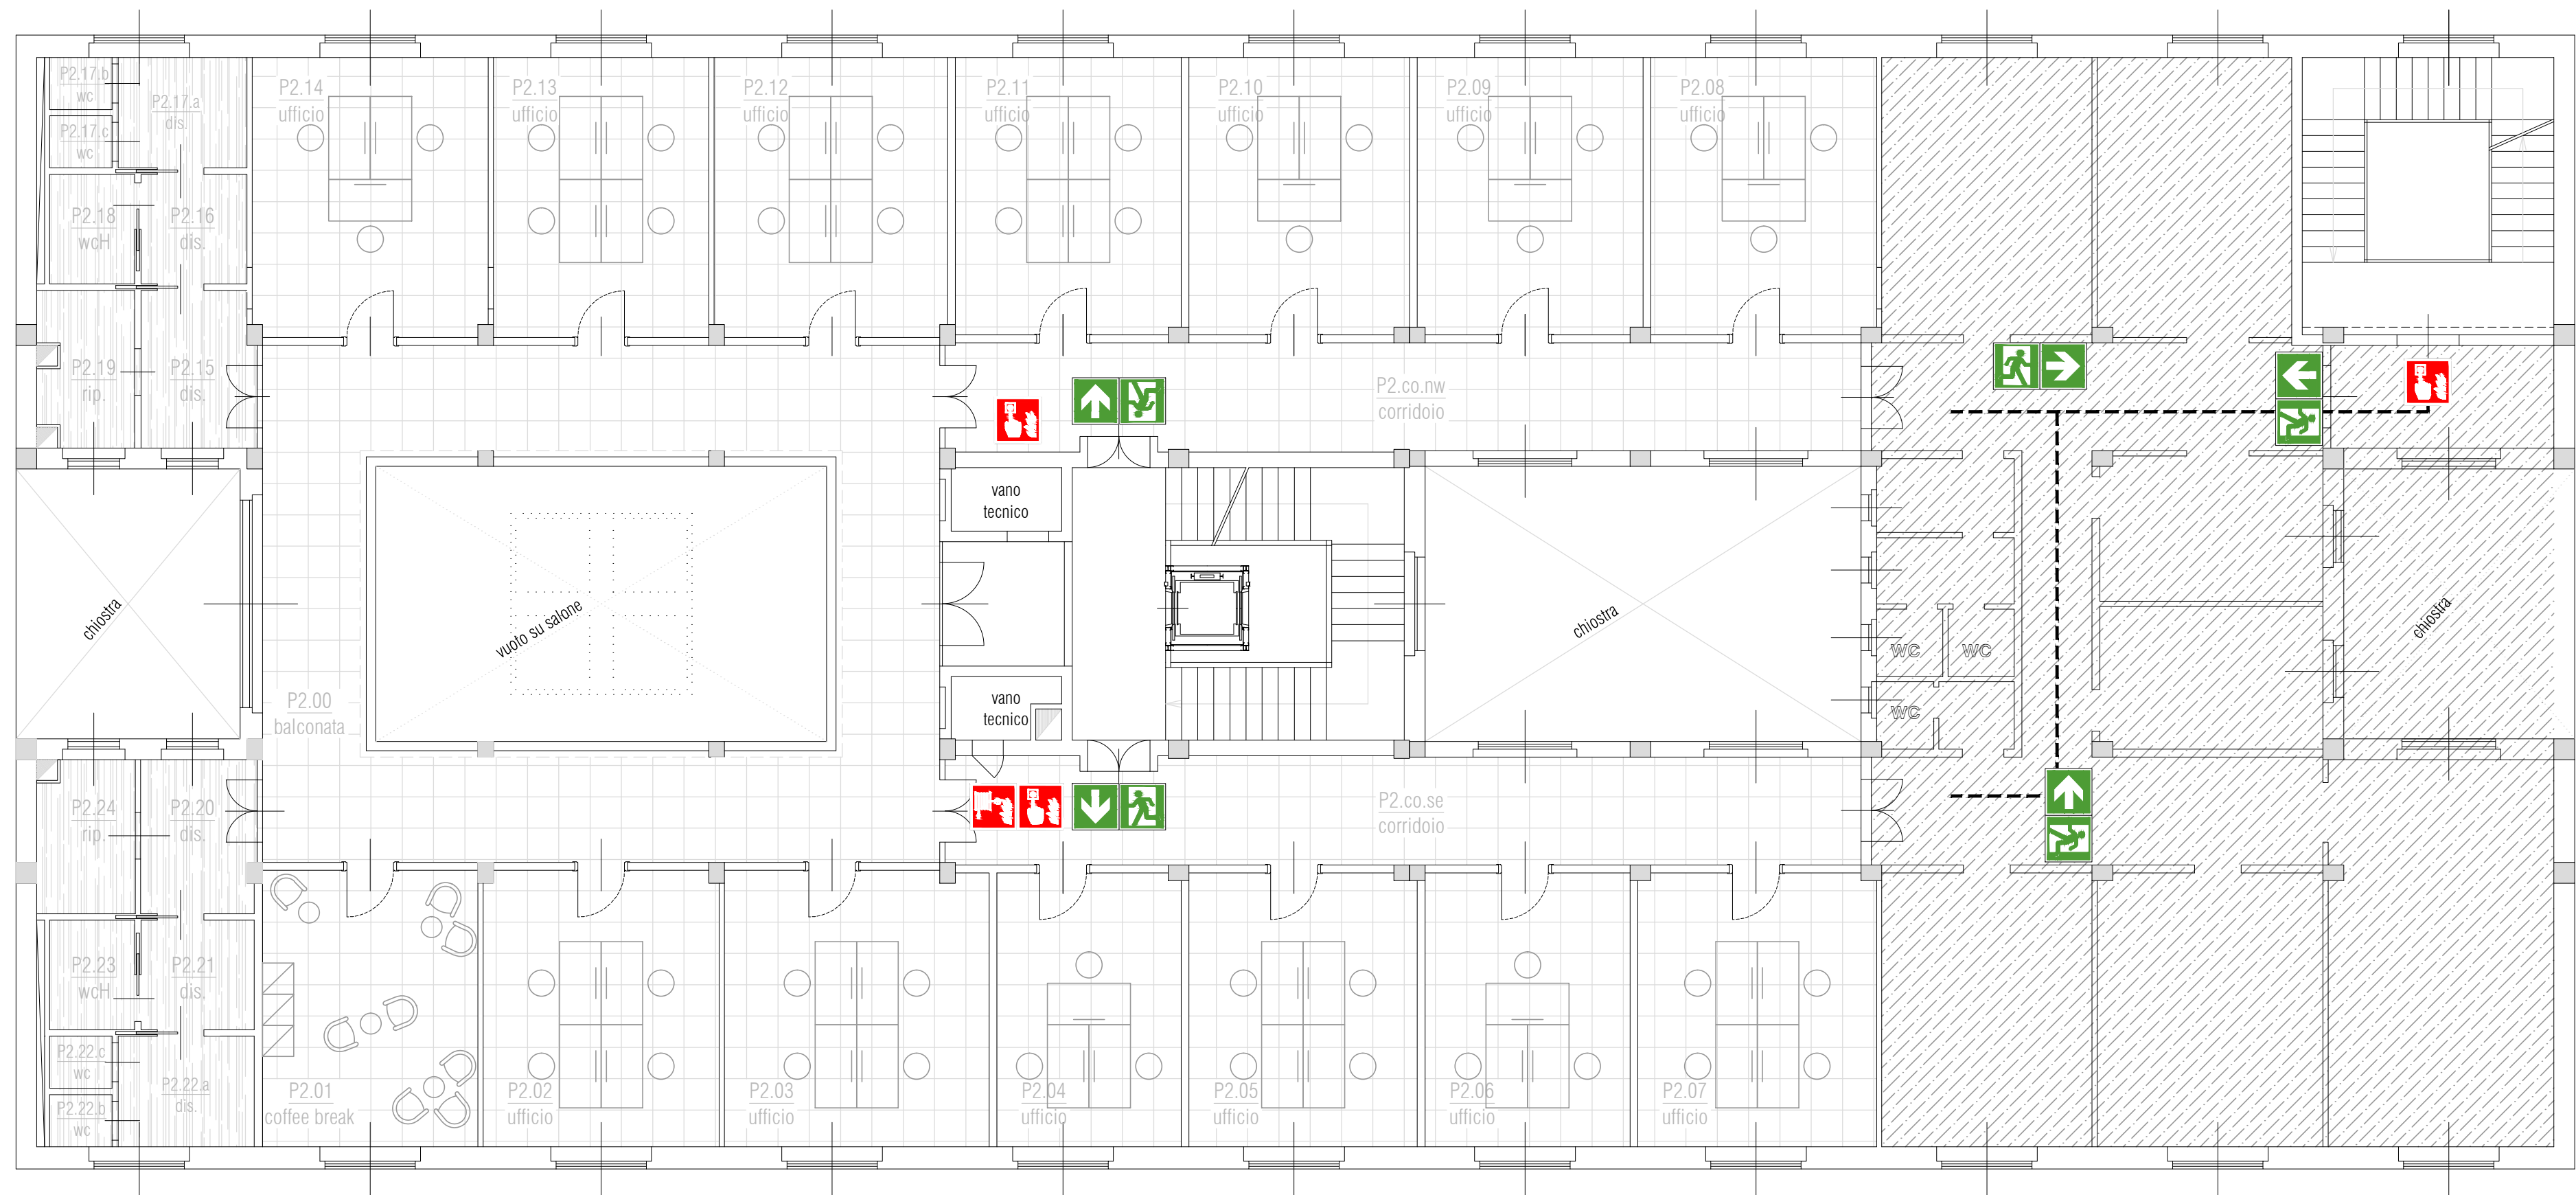 P2.17.b
wc
P2.17.a
dis.
P2.17.c
wc
P2.14
ufficio
P2.13
ufficio
P2.12
ufficio
P2.11
ufficio
P2.10
ufficio
P2.09
ufficio
P2.08
ufficio
P2.18
wcH
P2.16
dis.
P2.19
rip.
P2.15
dis.
P2.co.nw
corridoio
vano
tecnico
chiostra
vuoto su salone
chiostra
chiostra
WC
WC
WC
P2.00
balconata
vano
tecnico
P2.24
rip.
P2.20
dis.
P2.co.se
corridoio
P2.23
wcH
P2.21
dis.
P2.22.c
wc
P2.22.a
dis.
P2.22.b
wc
P2.01
coffee break
P2.02
ufficio
P2.03
ufficio
P2.04
ufficio
P2.05
ufficio
P2.06
ufficio
P2.07
ufficio